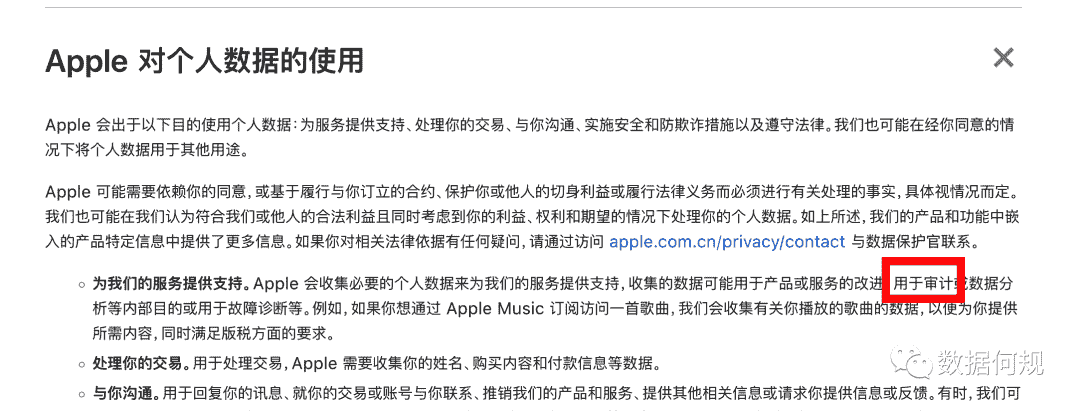 Apple 对个人数据的使用
Apple 会出于以下目的使用个人数据：为服务提供支持、处理你的交易、与你沟通、实施安全和防欺诈措施以及遵守法律。我们也可能在经你同意的情
况下将个人数据用于其他用途。
Apple 可能需要依赖你的同意，或基于履行与你订立的合约、保护你或他人的切身利益或履行法律义务而必须进行有关处理的事实，具体视情况而定。
我们也可能在我们认为符合我们或他人的合法利益且同时考虑到你的利益、权利和期望的情况下处理你的个人数据。如上所述，我们的产品和功能中嵌
入的产品特定信息中提供了更多信息。如果你对相关法律依据有任何疑问，请通过访问 apple.com.cn/privacy/contact 与数据保护官联系。
为我们的服务提供支持。Apple 会收集必要的个人数据来为我们的服务提供支持，收集的数据可能用于产品或服务的改进，用于审计或数据分
析等内部目的或用于故障诊断等。例如，如果你想通过 Apple Music 订阅访问一首歌曲，我们会收集有关你播放的歌曲的数据，以便为你提供
所需内容，同时满足版税方面的要求。
处理你的交易。用于处理交易，Apple 需要收集你的姓名、购买内容和付款信息等数据。
与你沟通。用于回复你的讯息、就你的交易或账号与你联系、推销我们的产品和服务、提供其他相关信息或请求你提供信息或反馈。有时，我们可
数据何规